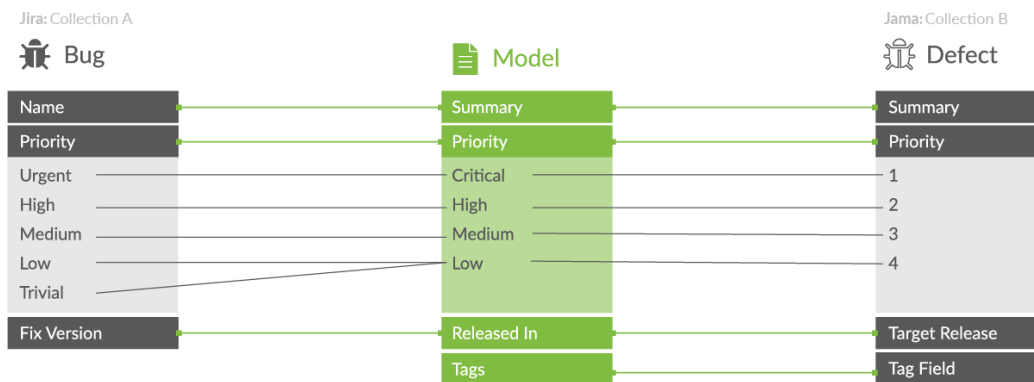 Jira: Collection A
Jama: Collection B
Bug
Model
Defect
Name
Summary
Summary
Priority
Priority
Priority
Urgent
Critical
1
High
High
2
Medium
Medium
3
Low
Low
4
Trivial
Fix Version
Released In
Target Release
Tags
Tag Field